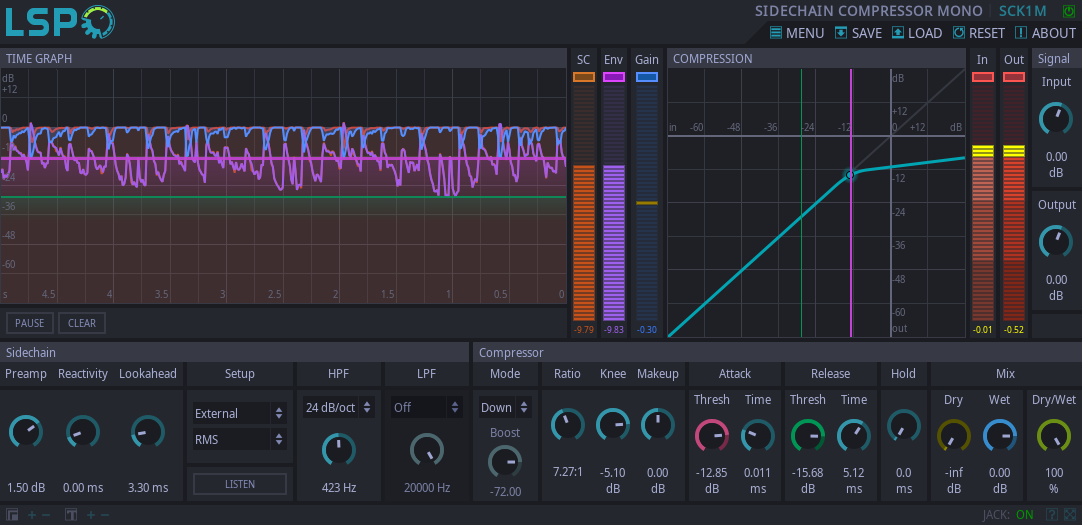 LSP
SIDECHAIN COMPRESSOR MONO SCK1M
MENU SAVE LOAD RESET ABOUT
TIME GRAPH
dB
+12
0
-12
-24
-36
-48
-60
s 4.5 4 3.5 3 2.5 2 1.5 1 0.5 0
PAUSE CLEAR
SC Env Gain
-9.79 -9.83 -0.30
COMPRESSION
dB
+12
in -60 -48 -36 -24 -12 0 +12 dB
-12
-24
-36
-48
-60
out
In Out
-0.01 -0.52
Signal
Input
0.00
dB
Output
0.00
dB
Sidechain
Preamp Reactivity Lookahead Setup HPF LPF
External
RMS
LISTEN
24 dB/oct Off
1.50 dB 0.00 ms 3.30 ms 423 Hz 20000 Hz
Compressor
Mode Ratio Knee Makeup Attack Release Hold Mix
Down
Boost
-72.00
Thresh Time Thresh Time Dry Wet Dry/Wet
7.27:1 -5.10 0.00 -12.85 0.011 -15.68 5.12 0.0 -inf 0.00 100
dB dB dB ms dB ms ms dB dB %
JACK: ON